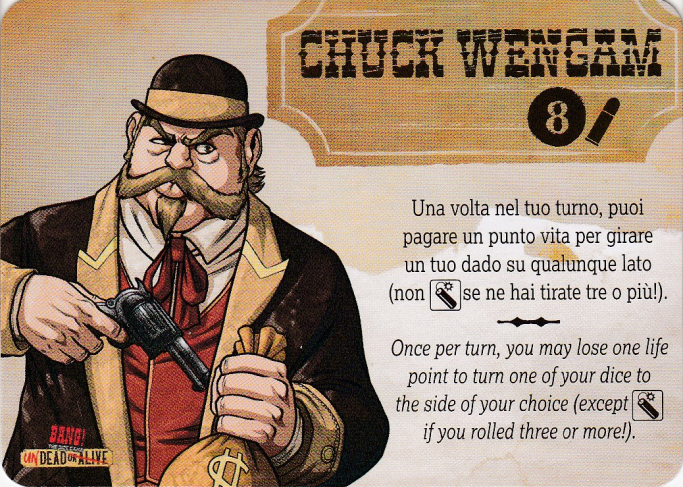 CHUCK WENGAM
8
Una volta nel tuo turno, puoi
pagare un punto vita per girare
un tuo dado su qualunque lato
(non se ne hai tirate tre o più!).
Once per turn, you may lose one life
point to turn one of your dice to
the side of your choice (except
if you rolled three or more!).
BANG!
THE DICE GAME
UNDEAD OR ALIVE
$